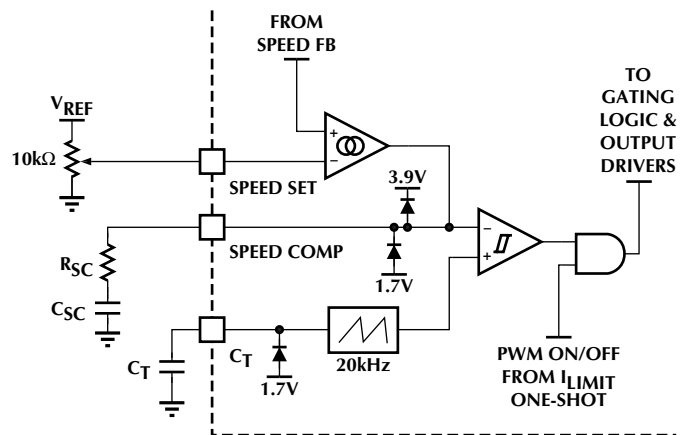 FROM
SPEED FB
TO
GATING
LOGIC &
OUTPUT
DRIVERS
VREF
10kΩ
+
−
SPEED SET
3.9V
SPEED COMP
−
+
RSC
1.7V
CSC
CT
CT
1.7V
20kHz
PWM ON/OFF
FROM ILIMIT
ONE-SHOT